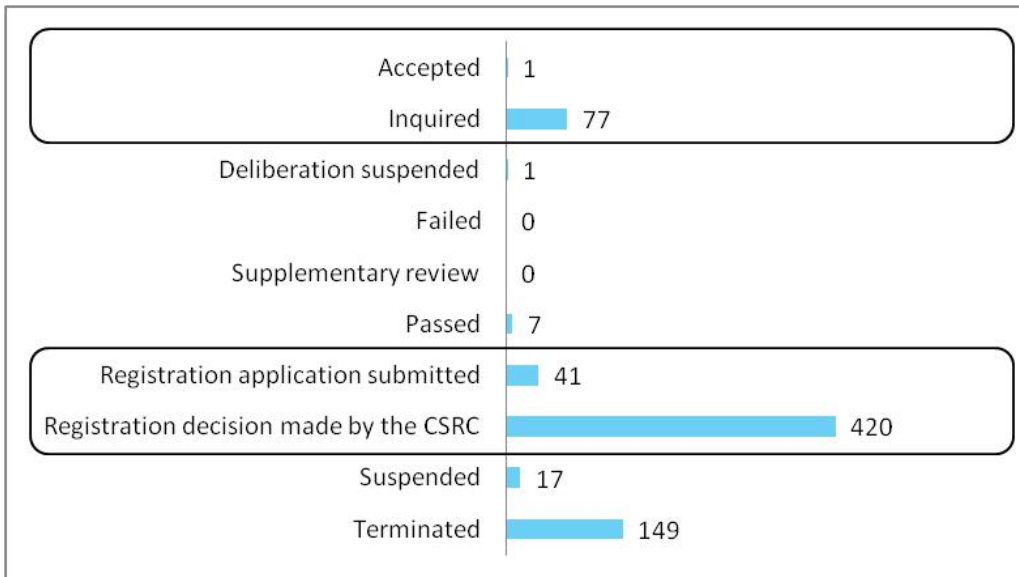 Accepted 1
Inquired 77
Deliberation suspended 1
Failed 0
Supplementary review 0
Passed 7
Registration application submitted 41
Registration decision made by the CSRC 420
Suspended 17
Terminated 149